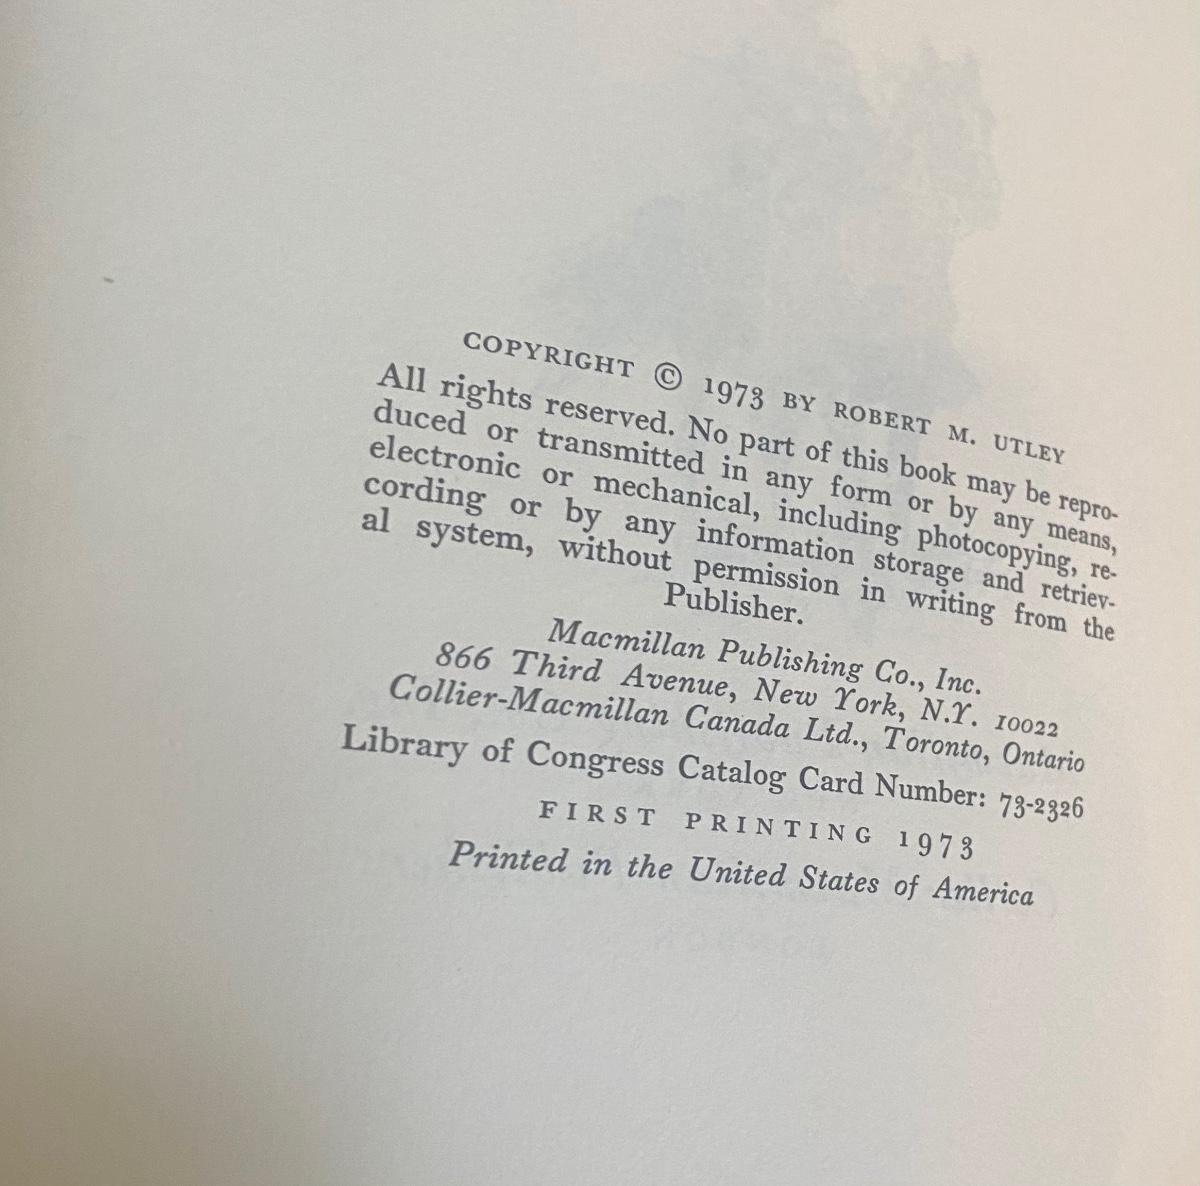 COPYRIGHT © 1973 BY ROBERT M. UTLEY
All rights reserved. No part of this book may be repro-
duced or transmitted in any form or by any means,
electronic or mechanical, including photocopying, re-
cording or by any information storage and retriev-
al system, without permission in writing from the
Publisher.
Macmillan Publishing Co., Inc.
866 Third Avenue, New York, N.Y. 10022
Collier-Macmillan Canada Ltd., Toronto, Ontario
Library of Congress Catalog Card Number: 73-2326
FIRST PRINTING 1973
Printed in the United States of America